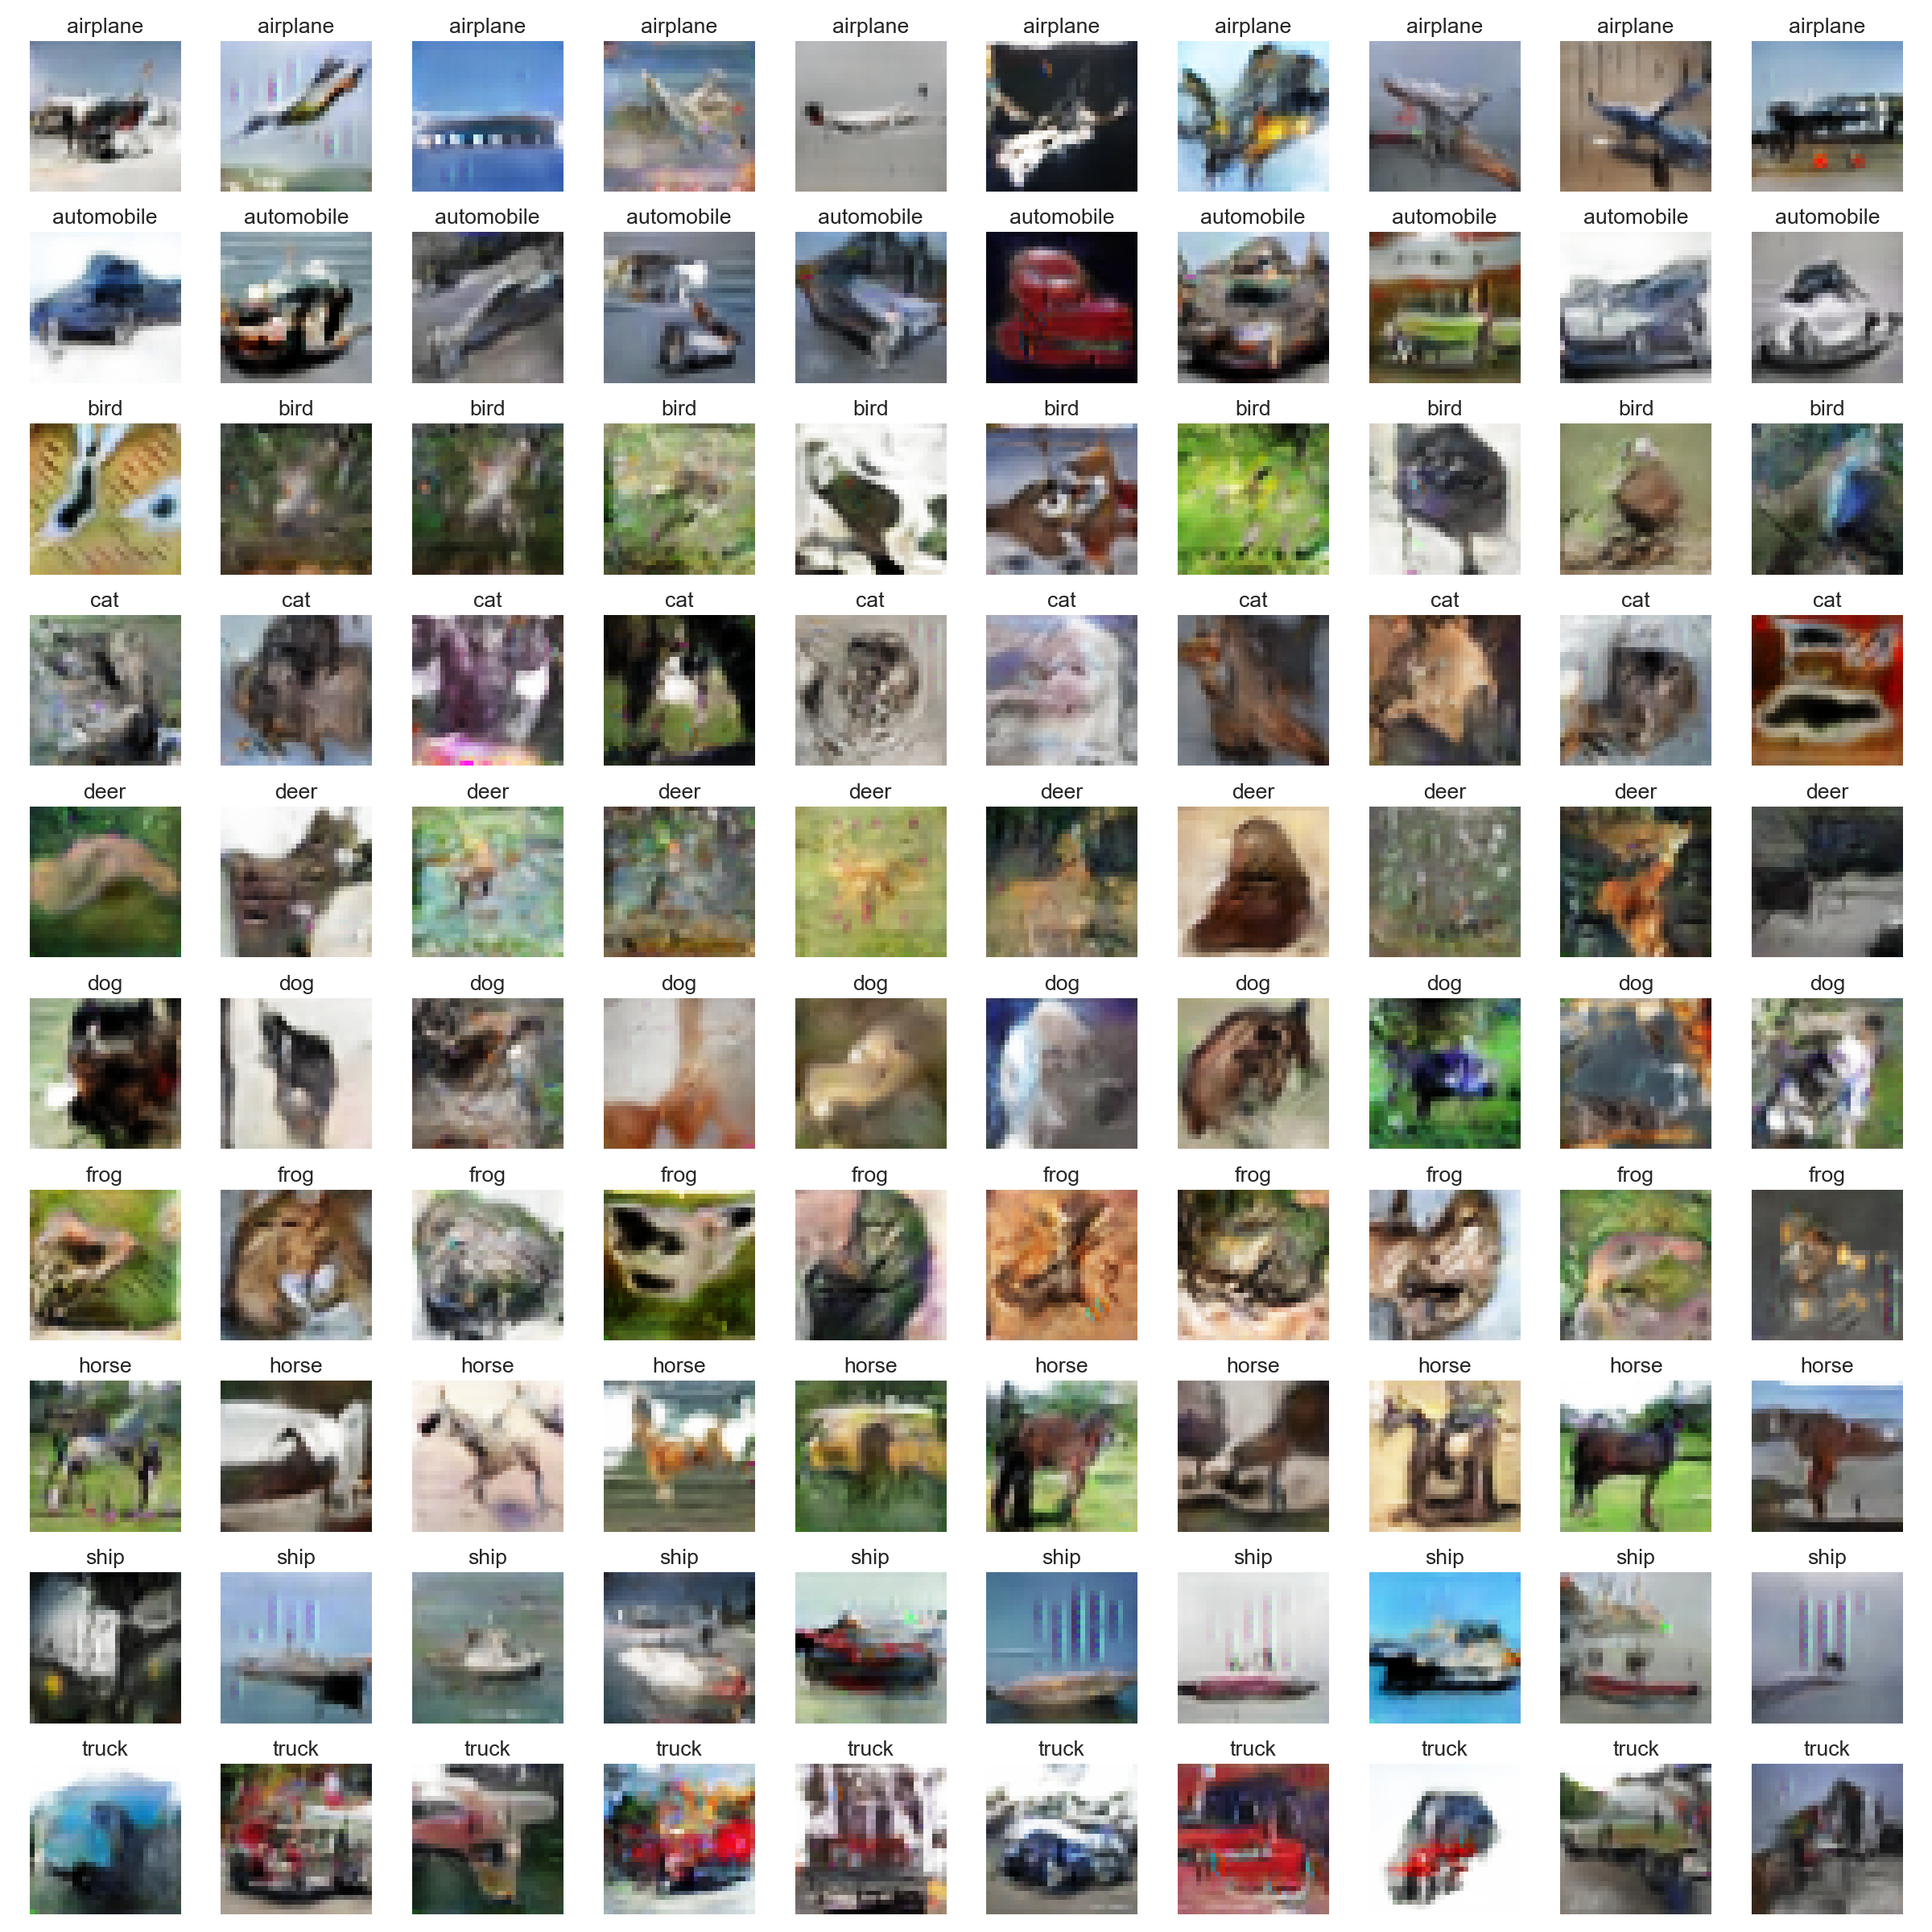 airplane airplane airplane airplane airplane airplane airplane airplane airplane airplane
automobile automobile automobile automobile automobile automobile automobile automobile automobile automobile
bird bird bird bird bird bird bird bird bird bird
cat cat cat cat cat cat cat cat cat cat
deer deer deer deer deer deer deer deer deer deer
dog dog dog dog dog dog dog dog dog dog
frog frog frog frog frog frog frog frog frog frog
horse horse horse horse horse horse horse horse horse horse
ship ship ship ship ship ship ship ship ship ship
truck truck truck truck truck truck truck truck truck truck